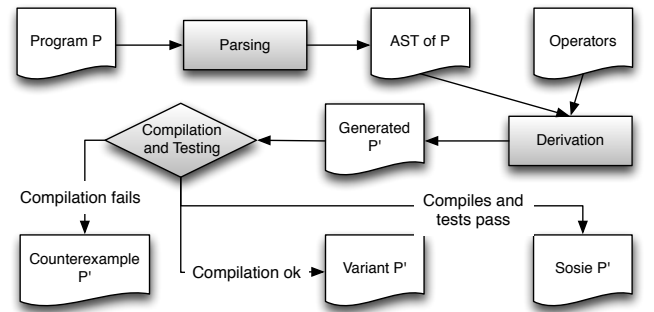 Program P
Parsing
AST of P
Operators
Compilation
and Testing
Generated
P'
Derivation
Compilation fails
Compiles and
tests pass
Counterexample
P'
Compilation ok
Variant P'
Sosie P'